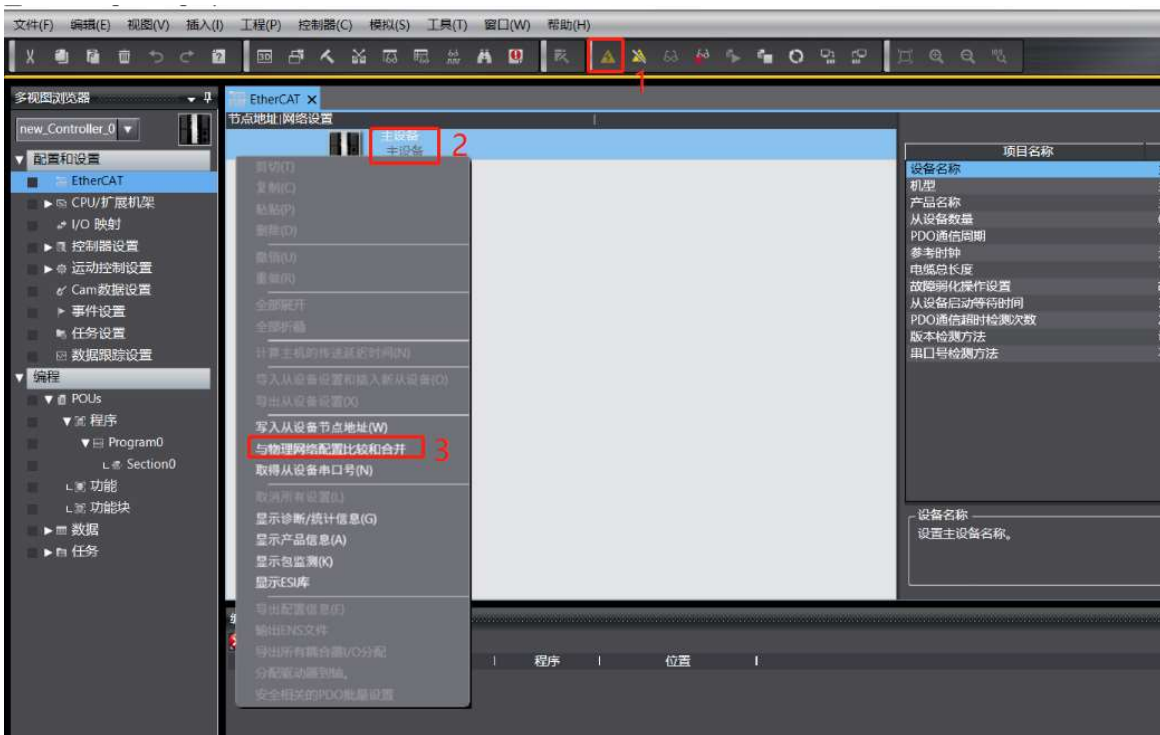 文件(F) 编辑(E) 视图(V) 插入(I) 工程(P) 控制器(C) 模拟(S) 工具(T) 窗口(W) 帮助(H)
1
多视图浏览器
EtherCAT
new_Controller_0
节点地址|网络设置
主设备
主设备
2
配置和设置
EtherCAT
CPU/扩展机架
I/O 映射
控制器设置
运动控制设置
Cam数据设置
事件设置
任务设置
数据跟踪设置
编程
POUs
程序
Program0
Section0
功能
功能块
数据
任务
剪切(T)
复制(C)
粘贴(P)
删除(D)
撤销(U)
重做(R)
全部展开
全部折叠
计算主机的传送延迟时间(N)
导入从设备设置和插入新从设备(O)
导出从设备设置(X)
写入从设备节点地址(W)
与物理网络配置比较和合并
3
取得从设备串口号(N)
取消所有设置(L)
显示诊断/统计信息(G)
显示产品信息(A)
显示包监测(K)
显示ESI库
导出配置信息(F)
输出ENS文件
导出所有耦合器I/O分配
分配驱动器到轴。
安全相关的PDO批量设置
项目名称
设备名称
机型
产品名称
从设备数量
PDO通信周期
参考时钟
电缆总长度
故障弱化操作设置
从设备启动等待时间
PDO通信超时检测次数
版本检测方法
串口号检测方法
设备名称
设置主设备名称。
程序
位置